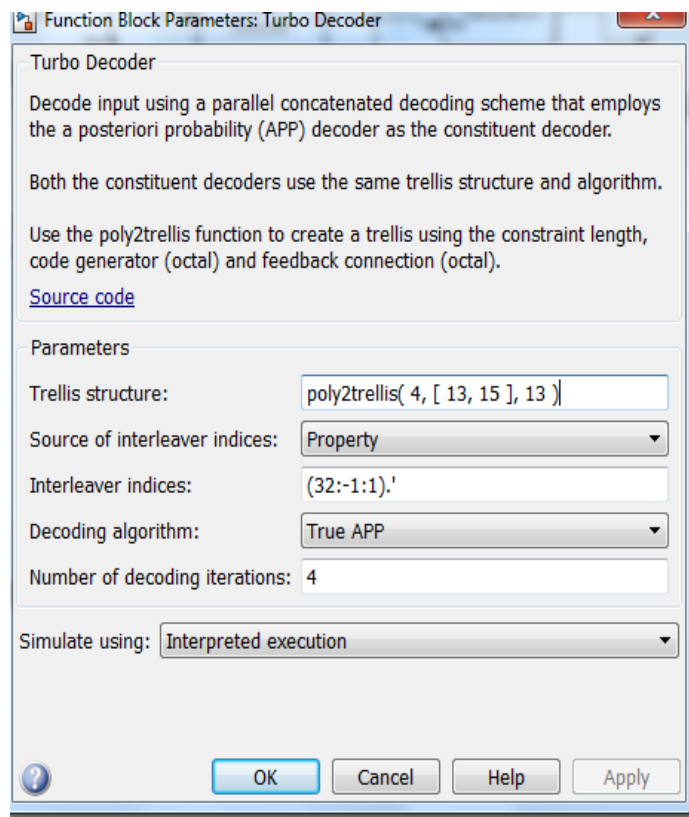 Function Block Parameters: Turbo Decoder
Turbo Decoder
Decode input using a parallel concatenated decoding scheme that employs
the a posteriori probability (APP) decoder as the constituent decoder.
Both the constituent decoders use the same trellis structure and algorithm.
Use the poly2trellis function to create a trellis using the constraint length,
code generator (octal) and feedback connection (octal).
Source code
Parameters
Trellis structure: poly2trellis( 4, [ 13, 15 ], 13 )
Source of interleaver indices: Property
Interleaver indices: (32:-1:1).'
Decoding algorithm: True APP
Number of decoding iterations: 4
Simulate using: Interpreted execution
? OK Cancel Help Apply